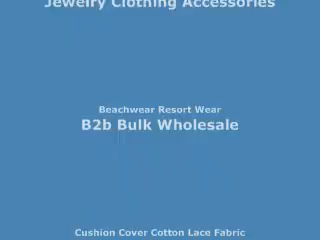 Jewelry Clothing Accessories
Beachwear Resort Wear
B2b Bulk Wholesale
Cushion Cover Cotton Lace Fabric